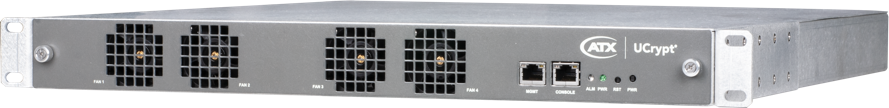 ATX UCrypt®
FAN 1
FAN 2
FAN 3
FAN 4
MGMT
CONSOLE
ALM PWR RST PWR